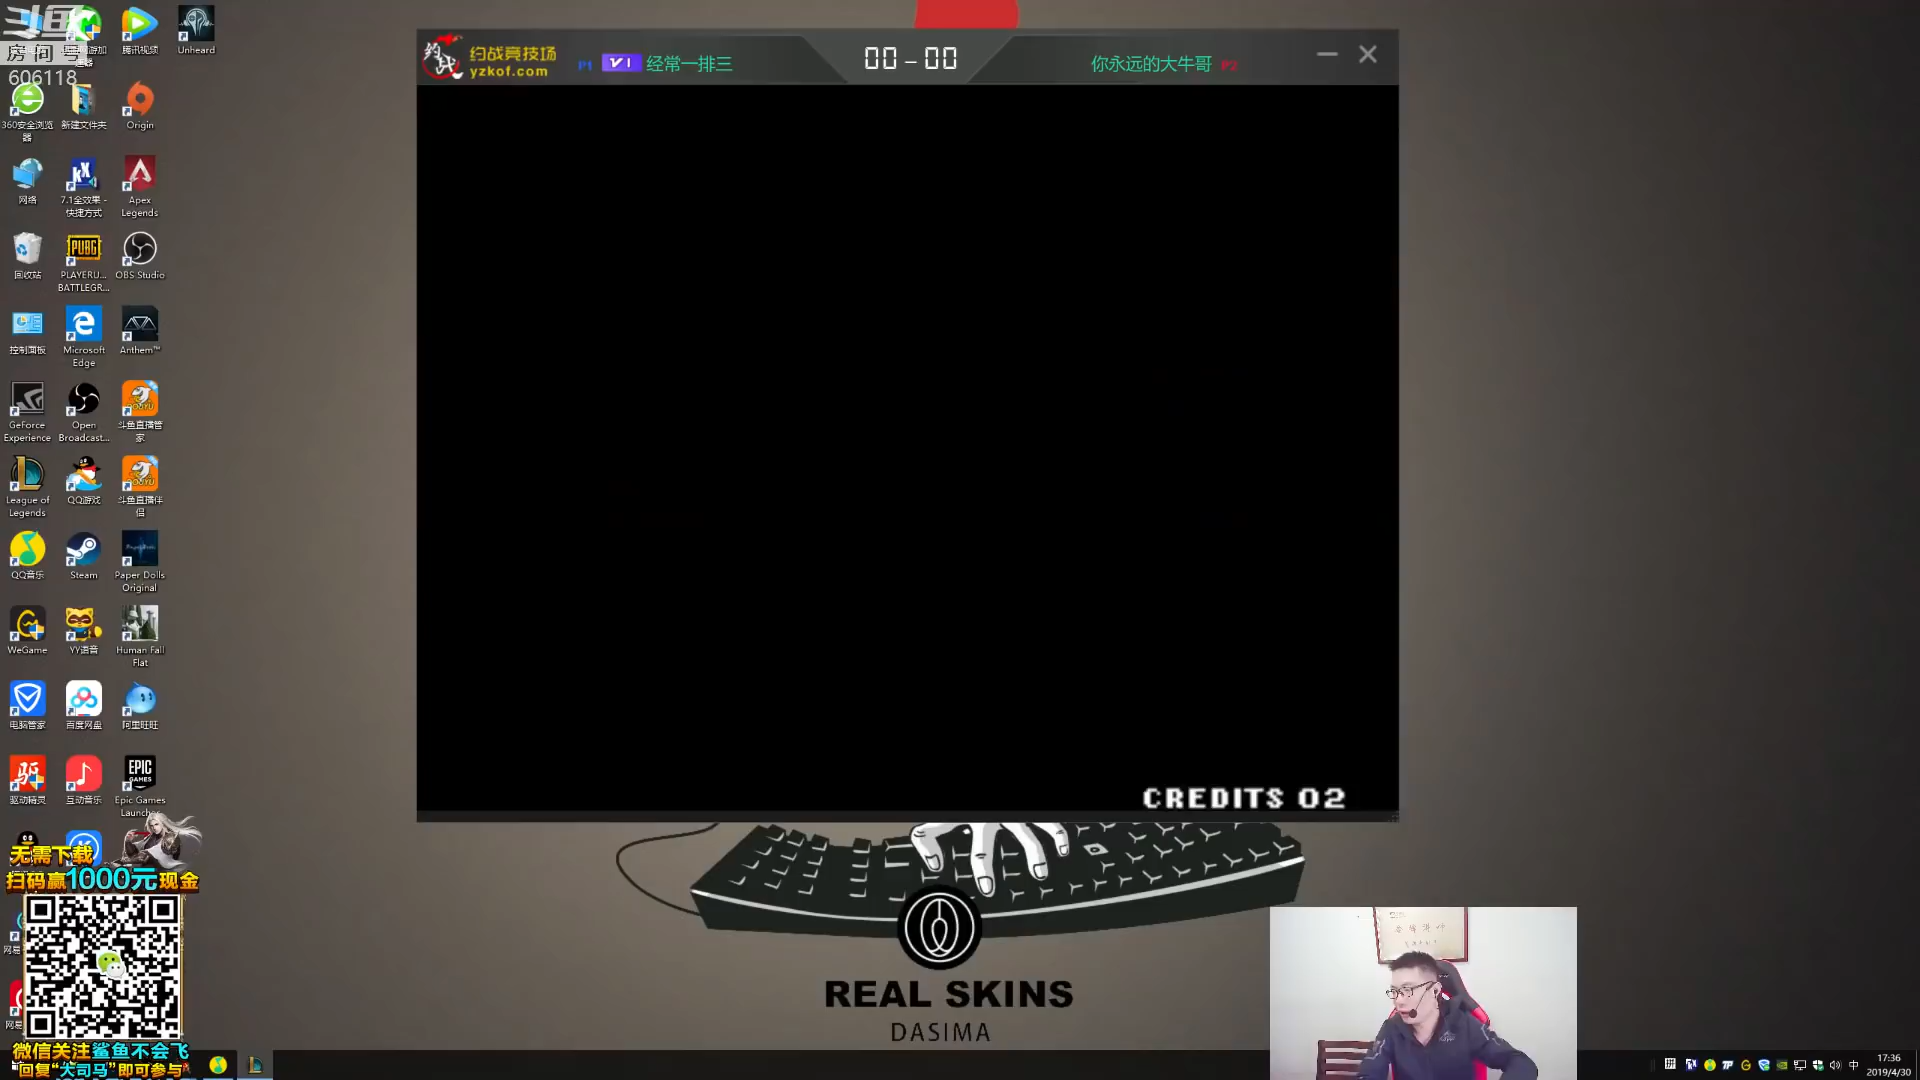 斗鱼
房间号
606118
腾讯视频
Unheard
360安全浏览器
新建文件夹
Origin
网络
7.1全效果 - 快捷方式
Apex Legends
回收站
PLAYERU... BATTLEGR...
OBS Studio
控制面板
Microsoft Edge
Anthem™
GeForce Experience
Open Broadcast...
斗鱼直播管家
League of Legends
QQ游戏
斗鱼直播伴侣
QQ音乐
Steam
Paper Dolls Original
WeGame
YY语音
Human Fall Flat
电脑管家
百度网盘
阿里旺旺
驱动精灵
互动音乐
Epic Games Launcher
约战竞技场
yzkof.com
P1 V1 经常一排三
00 – 00
你永远的大牛哥 P2
CREDITS 02
REAL SKINS
DASIMA
无需下载
扫码赢1000元现金
微信关注鲨鱼不会飞
回复“大司马”即可参与
中
17:36
2019/4/30